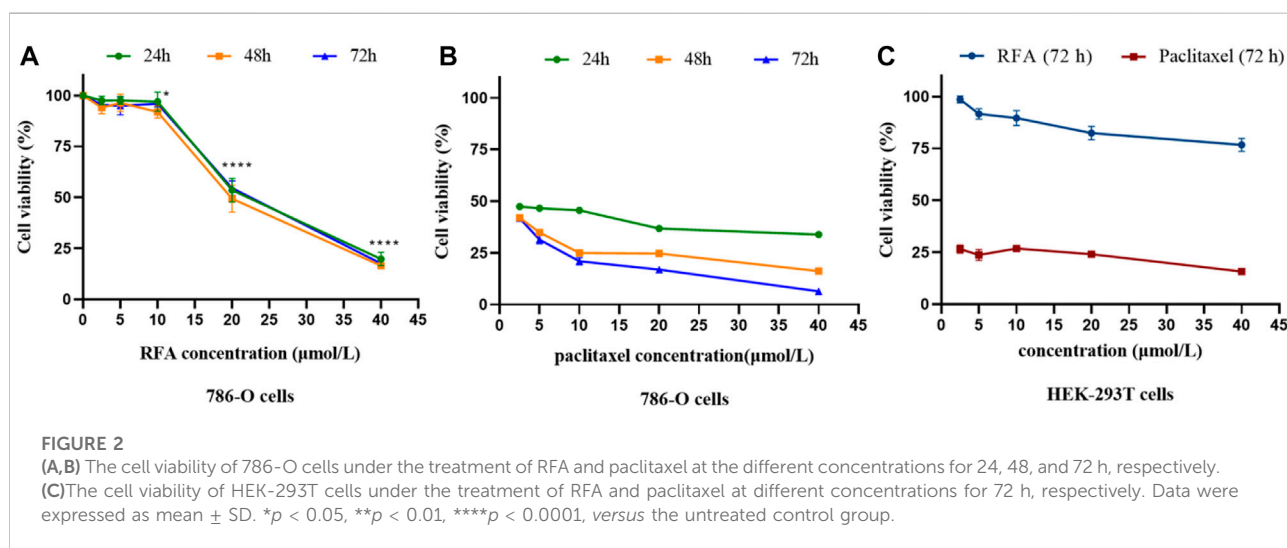 A
24h 48h 72h
Cell viability (%)
100
75
50
25
0
*
****
****
0 5 10 15 20 25 30 35 40 45
RFA concentration (μmol/L)
786-O cells
B
24h 48h 72h
Cell viability (%)
100
75
50
25
0
0 5 10 15 20 25 30 35 40 45
paclitaxel concentration(μmol/L)
786-O cells
C
RFA (72 h) Paclitaxel (72 h)
Cell viability (%)
100
75
50
25
0
0 5 10 15 20 25 30 35 40 45
concentration (μmol/L)
HEK-293T cells
FIGURE 2
(A,B) The cell viability of 786-O cells under the treatment of RFA and paclitaxel at the different concentrations for 24, 48, and 72 h, respectively.
(C)The cell viability of HEK-293T cells under the treatment of RFA and paclitaxel at different concentrations for 72 h, respectively. Data were
expressed as mean ± SD. *p < 0.05, **p < 0.01, ****p < 0.0001, versus the untreated control group.